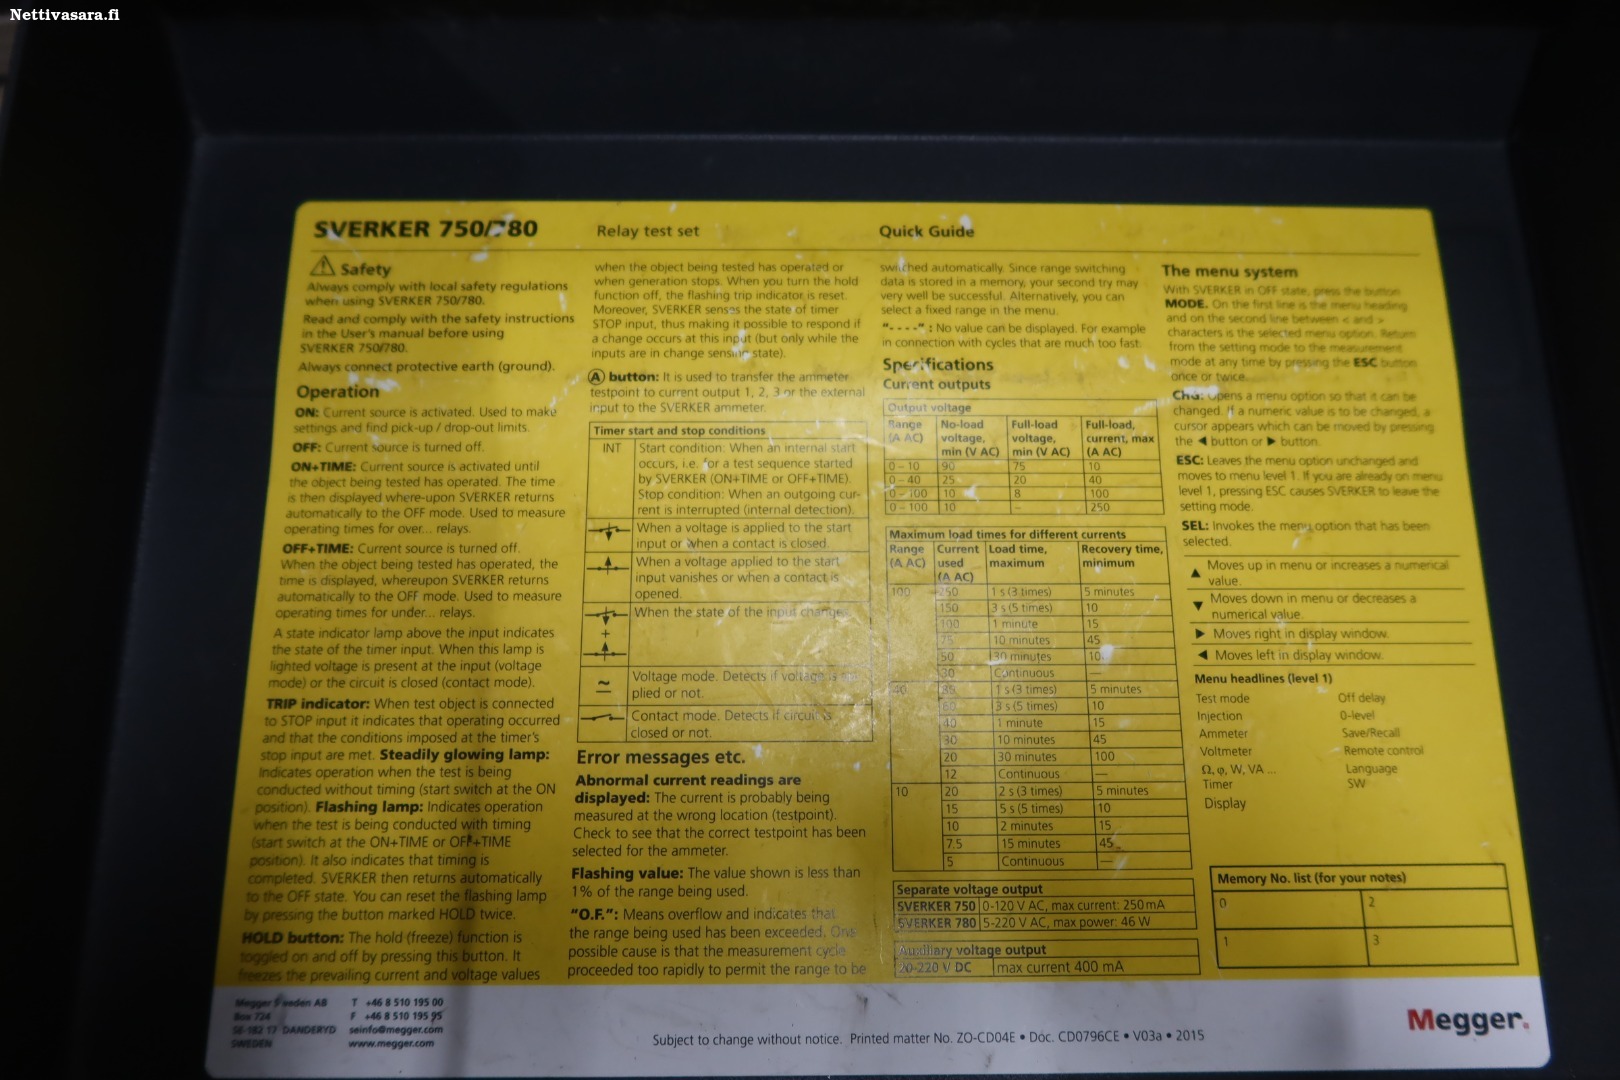 Nettivasara.fi
SVERKER 750/780
Relay test set
Quick Guide
Safety
Always comply with local safety regulations
when using SVERKER 750/780.
Read and comply with the safety instructions
in the User's manual before using
SVERKER 750/780.
Always connect protective earth (ground).
Operation
ON: Current source is activated. Used to make
settings and find pick-up / drop-out limits.
OFF: Current source is turned off.
ON+TIME: Current source is activated until
the object being tested has operated. The time
is then displayed where-upon SVERKER returns
automatically to the OFF mode. Used to measure
operating times for over... relays.
OFF+TIME: Current source is turned off.
When the object being tested has operated, the
time is displayed, whereupon SVERKER returns
automatically to the OFF mode. Used to measure
operating times for under... relays.
A state indicator lamp above the input indicates
the state of the timer input. When this lamp is
lighted voltage is present at the input (voltage
mode) or the circuit is closed (contact mode).
TRIP indicator: When test object is connected
to STOP input it indicates that operating occurred
and that the conditions imposed at the timer's
stop input are met. Steadily glowing lamp:
Indicates operation when the test is being
conducted without timing (start switch at the ON
position). Flashing lamp: Indicates operation
when the test is being conducted with timing
(start switch at the ON+TIME or OFF+TIME
position). It also indicates that timing is
completed. SVERKER then returns automatically
to the OFF state. You can reset the flashing lamp
by pressing the button marked HOLD twice.
HOLD button: The hold (freeze) function is
toggled on and off by pressing this button. It
freezes the prevailing current and voltage values
when the object being tested has operated or
when generation stops. When you turn the hold
function off, the flashing trip indicator is reset.
Moreover, SVERKER senses the state of timer
STOP input, thus making it possible to respond if
a change occurs at this input (but only while the
inputs are in change sensing state).
A button: It is used to transfer the ammeter
testpoint to current output 1, 2, 3 or the external
input to the SVERKER ammeter.
Timer start and stop conditions
INT Start condition: When an internal start
occurs, i.e. for a test sequence started
by SVERKER (ON+TIME or OFF+TIME).
Stop condition: When an outgoing cur-
rent is interrupted (internal detection).
When a voltage is applied to the start
input or when a contact is closed.
When a voltage applied to the start
input vanishes or when a contact is
opened.
When the state of the input changes.
+
Voltage mode. Detects if voltage is
plied or not.
Contact mode. Detects if circuit is
closed or not.
Error messages etc.
Abnormal current readings are
displayed: The current is probably being
measured at the wrong location (testpoint).
Check to see that the correct testpoint has been
selected for the ammeter.
Flashing value: The value shown is less than
1% of the range being used.
"O.F.": Means overflow and indicates that
the range being used has been exceeded. One
possible cause is that the measurement cycle
proceeded too rapidly to permit the range to be
switched automatically. Since range switching
data is stored in a memory, your second try may
very well be successful. Alternatively, you can
select a fixed range in the menu.
"----": No value can be displayed. For example
in connection with cycles that are much too fast.
Specifications
Current outputs
Output voltage
Range (A AC) No-load voltage, min (V AC) Full-load voltage, min (V AC) Full-load, current, max (A AC)
0 – 10 90 75 10
0 – 40 25 20 40
0 – 100 10 8 100
0 – 100 10 – 250
Maximum load times for different currents
Range (A AC) Current used (A AC) Load time, maximum Recovery time, minimum
100 250 1 s (3 times) 5 minutes
150 3 s (5 times) 10
100 1 minute 15
75 10 minutes 45
50 30 minutes
30 Continuous —
40 1 s (3 times) 5 minutes
60 3 s (5 times) 10
40 1 minute 15
30 10 minutes 45
20 30 minutes 100
12 Continuous —
10 20 2 s (3 times) 5 minutes
15 5 s (5 times) 10
10 2 minutes 15
7.5 15 minutes 45
5 Continuous —
Separate voltage output
SVERKER 750 0-120 V AC, max current: 250 mA
SVERKER 780 5-220 V AC, max power: 46 W
Auxiliary voltage output
20-220 V DC max current 400 mA
The menu system
With SVERKER in OFF state, press the button
MODE. On the first line is the menu heading
and on the second line between < and >
characters is the selected menu option. Return
from the setting mode to the measurement
mode at any time by pressing the ESC button
once or twice.
CHG: Opens a menu option so that it can be
changed. If a numeric value is to be changed, a
cursor appears which can be moved by pressing
the ◀ button or ▶ button.
ESC: Leaves the menu option unchanged and
moves to menu level 1. If you are already on menu
level 1, pressing ESC causes SVERKER to leave the
setting mode.
SEL: Invokes the menu option that has been
selected.
▲ Moves up in menu or increases a numerical
value.
▼ Moves down in menu or decreases a
numerical value.
▶ Moves right in display window.
◀ Moves left in display window.
Menu headlines (level 1)
Test mode Off delay
Injection 0-level
Ammeter Save/Recall
Voltmeter Remote control
Ω, φ, W, VA ... Language
Timer SW
Display
Memory No. list (for your notes)
0 2
1 3
Megger Sweden AB T +46 8 510 195 00
Box 724 F +46 8 510 195 95
SE-182 17 DANDERYD seinfo@megger.com
SWEDEN www.megger.com
Subject to change without notice. Printed matter No. ZO-CD04E • Doc. CD0796CE • V03a • 2015
Megger.